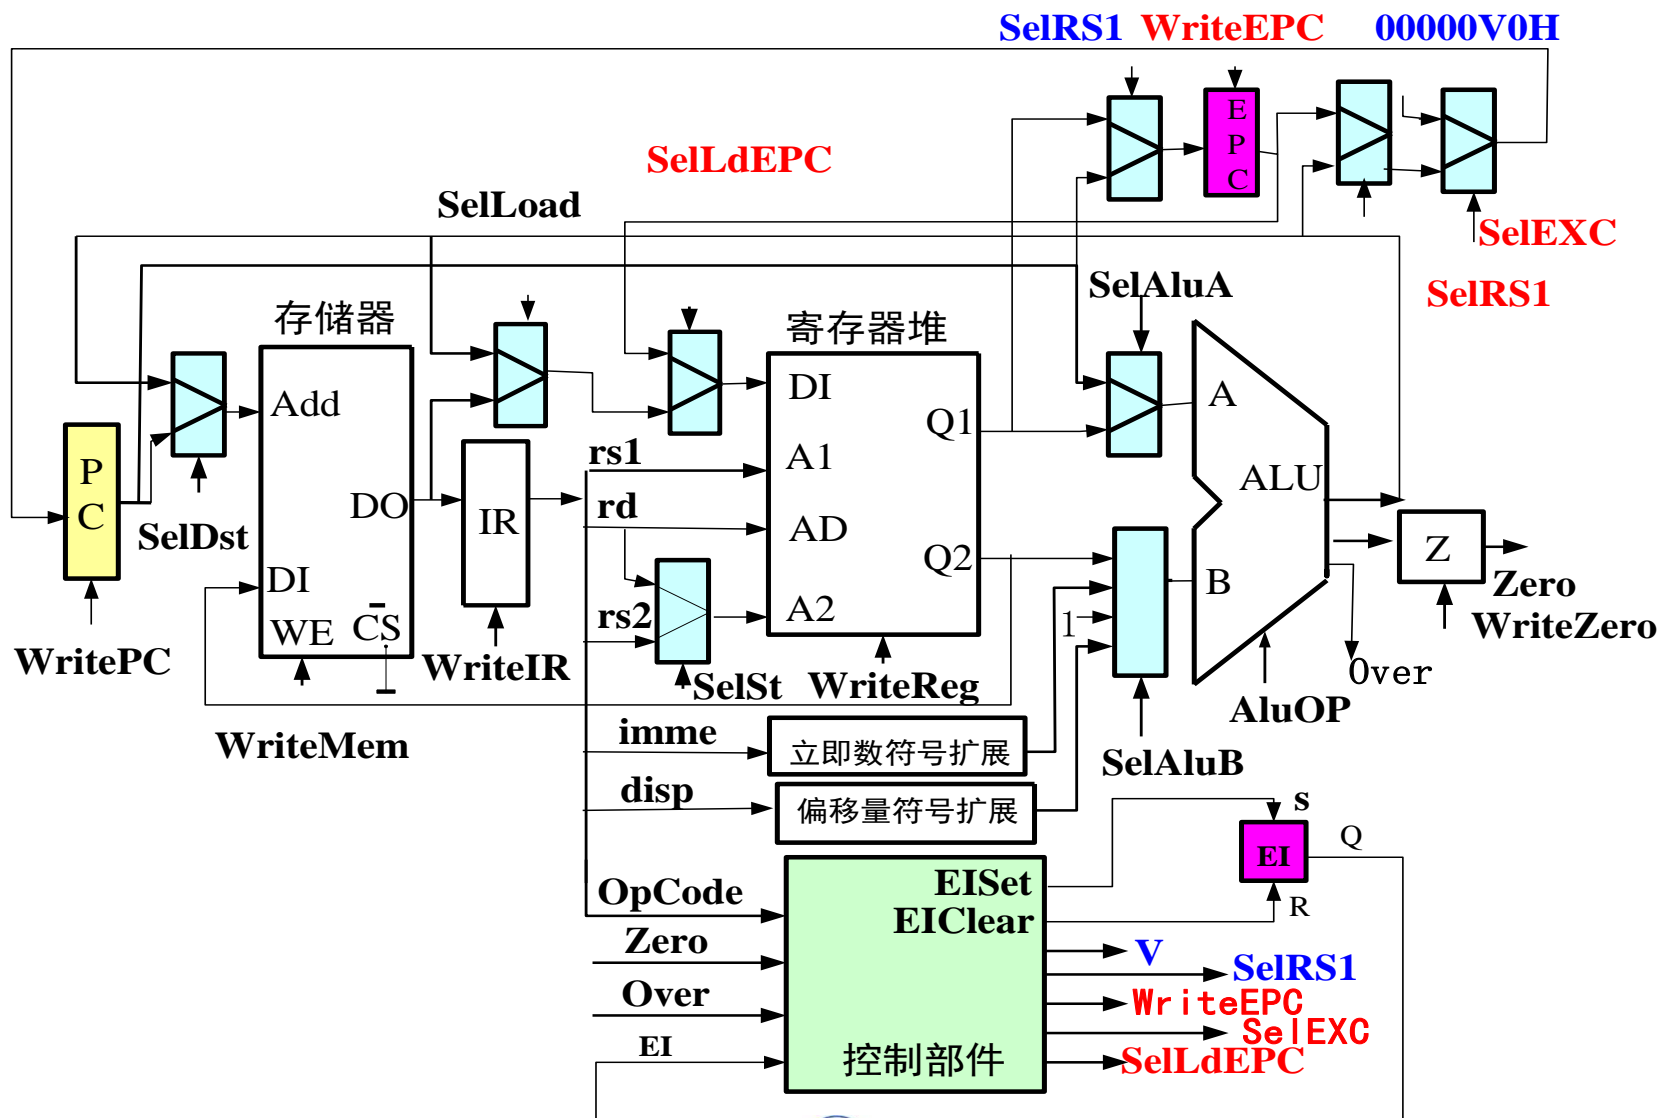 SelRS1 WriteEPC 00000V0H
E
P
C
SelLdEPC
SelLoad
SelEXC
SelRS1
SelAluA
存储器
寄存器堆
Add
DI
A
Q1
P
C
rs1
A1
ALU
DO
IR
rd
AD
SelDst
Z
DI
Q2
B
Zero
WE
CS
rs2
A2
1
WriteZero
WritePC
WriteIR
SelSt
WriteReg
Over
AluOP
WriteMem
imme
立即数符号扩展
SelAluB
disp
偏移量符号扩展
s
EI
Q
OpCode
EISet
R
EIClear
Zero
V
SelRS1
Over
WriteEPC
SelEXC
EI
控制部件
SelLdEPC